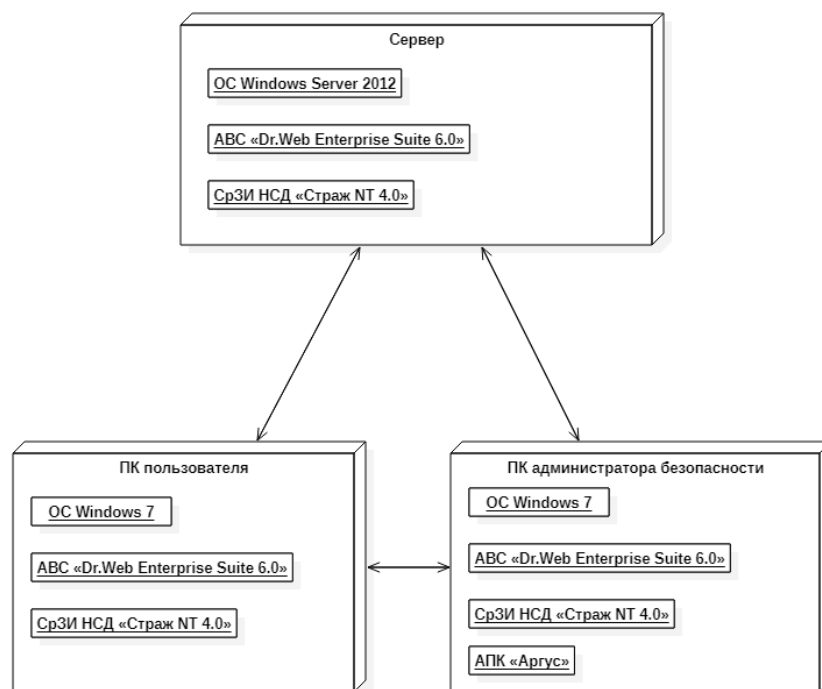 Сервер
ОС Windows Server 2012
АВС «Dr.Web Enterprise Suite 6.0»
СрЗИ НСД «Страж NT 4.0»
ПК пользователя
ОС Windows 7
АВС «Dr.Web Enterprise Suite 6.0»
СрЗИ НСД «Страж NT 4.0»
ПК администратора безопасности
ОС Windows 7
АВС «Dr.Web Enterprise Suite 6.0»
СрЗИ НСД «Страж NT 4.0»
АПК «Аргус»